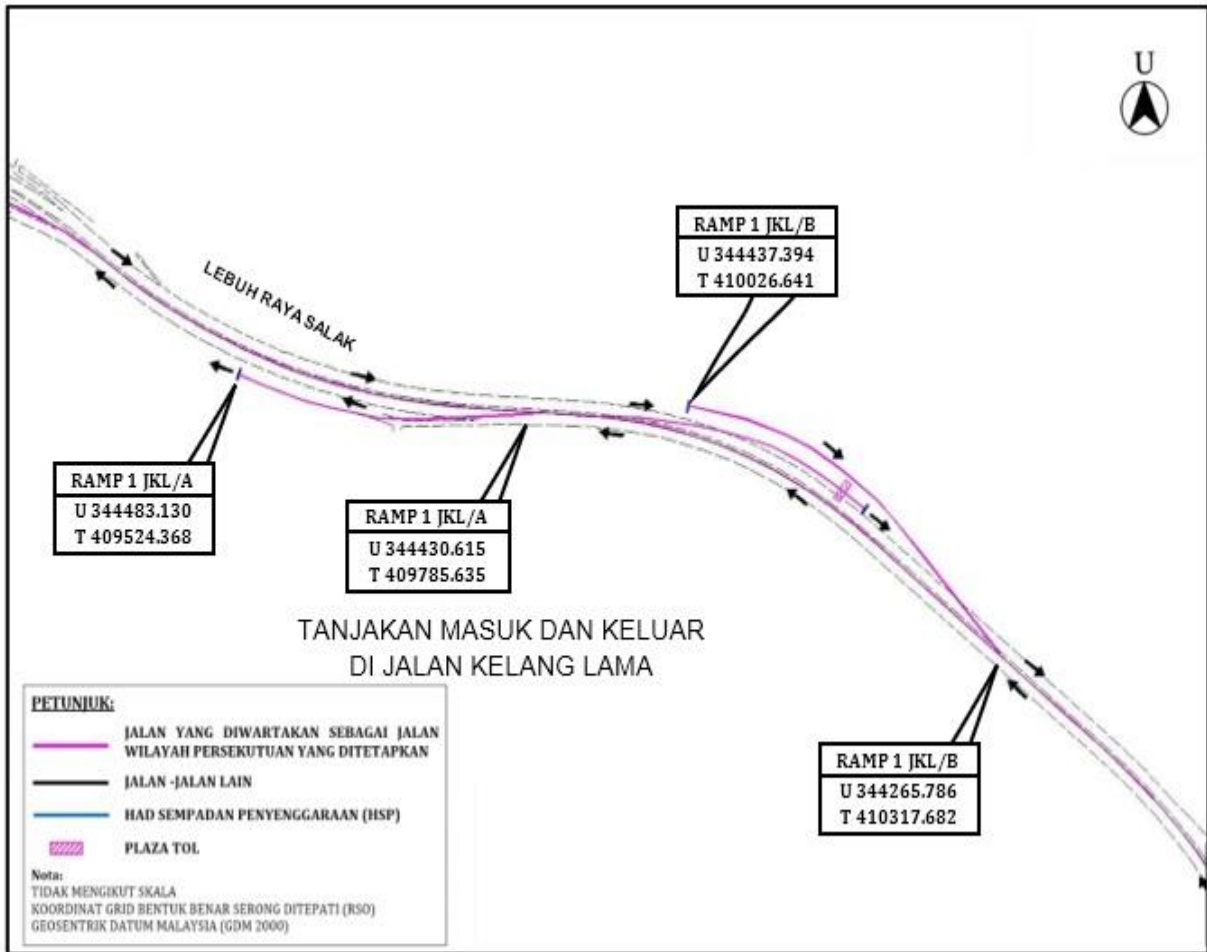 U
RAMP 1 JKL/B
U 344437.394
T 410026.641
LEBUH RAYA SALAK
RAMP 1 JKL/A
U 344483.130
T 409524.368
RAMP 1 JKL/A
U 344430.615
T 409785.635
TANJAKAN MASUK DAN KELUAR
DI JALAN KELANG LAMA
RAMP 1 JKL/B
U 344265.786
T 410317.682
PETUNJUK:
JALAN YANG DIWARTAKAN SEBAGAI JALAN
WILAYAH PERSEKUTUAN YANG DITETAPKAN
JALAN -JALAN LAIN
HAD SEMPADAN PENYENGGARAAN (HSP)
PLAZA TOL
Nota:
TIDAK MENGIKUT SKALA
KOORDINAT GRID BENTUK BENAR SERONG DITEPATI (RSO)
GEOSENTRIK DATUM MALAYSIA (GDM 2000)